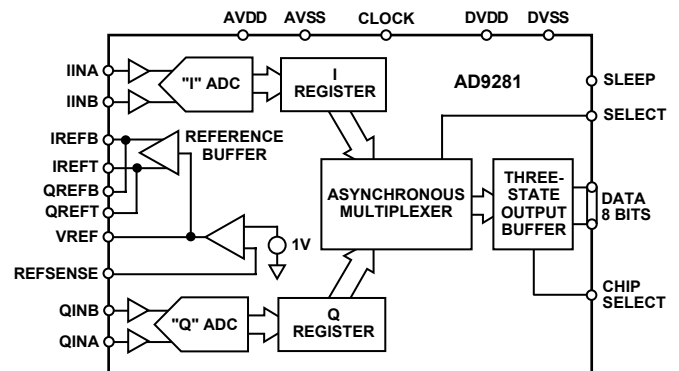 AVDD AVSS CLOCK DVDD DVSS
IINA
IINB
"I" ADC
I
REGISTER
AD9281
SLEEP
SELECT
IREFB
IREFT
QREFB
QREFT
VREF
REFSENSE
REFERENCE
BUFFER
1V
ASYNCHRONOUS
MULTIPLEXER
THREE-
STATE
OUTPUT
BUFFER
DATA
8 BITS
CHIP
SELECT
QINB
QINA
"Q" ADC
Q
REGISTER